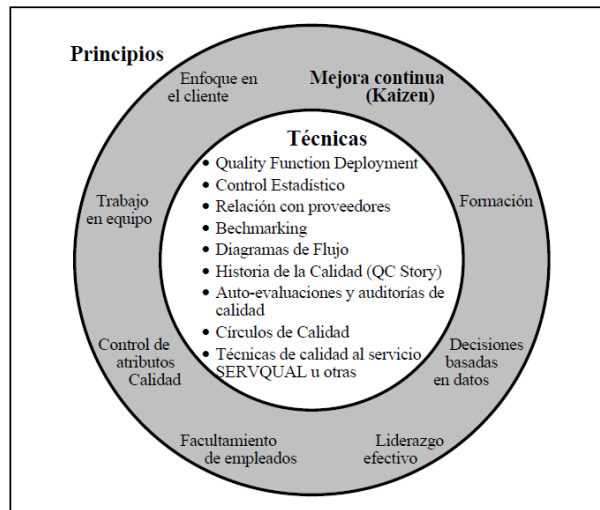 Principios
Enfoque en
el cliente
Mejora continua
(Kaizen)
Formación
Decisiones
basadas
en datos
Liderazgo
efectivo
Facultamiento
de empleados
Control de
atributos
Calidad
Trabajo
en equipo
Técnicas
• Quality Function Deployment
• Control Estadístico
• Relación con proveedores
• Bechmarking
• Diagramas de Flujo
• Historia de la Calidad (QC Story)
• Auto-evaluaciones y auditorías de
calidad
• Círculos de Calidad
• Técnicas de calidad al servicio
SERVQUAL u otras